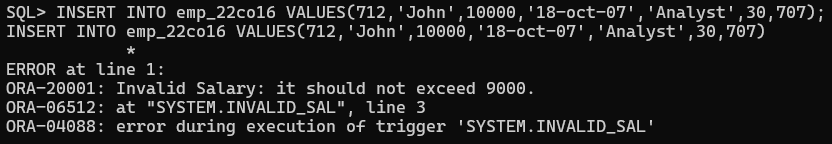 SQL> INSERT INTO emp_22co16 VALUES(712,'John',10000,'18-oct-07','Analyst',30,707);
INSERT INTO emp_22co16 VALUES(712,'John',10000,'18-oct-07','Analyst',30,707)
            *
ERROR at line 1:
ORA-20001: Invalid Salary: it should not exceed 9000.
ORA-06512: at "SYSTEM.INVALID_SAL", line 3
ORA-04088: error during execution of trigger 'SYSTEM.INVALID_SAL'